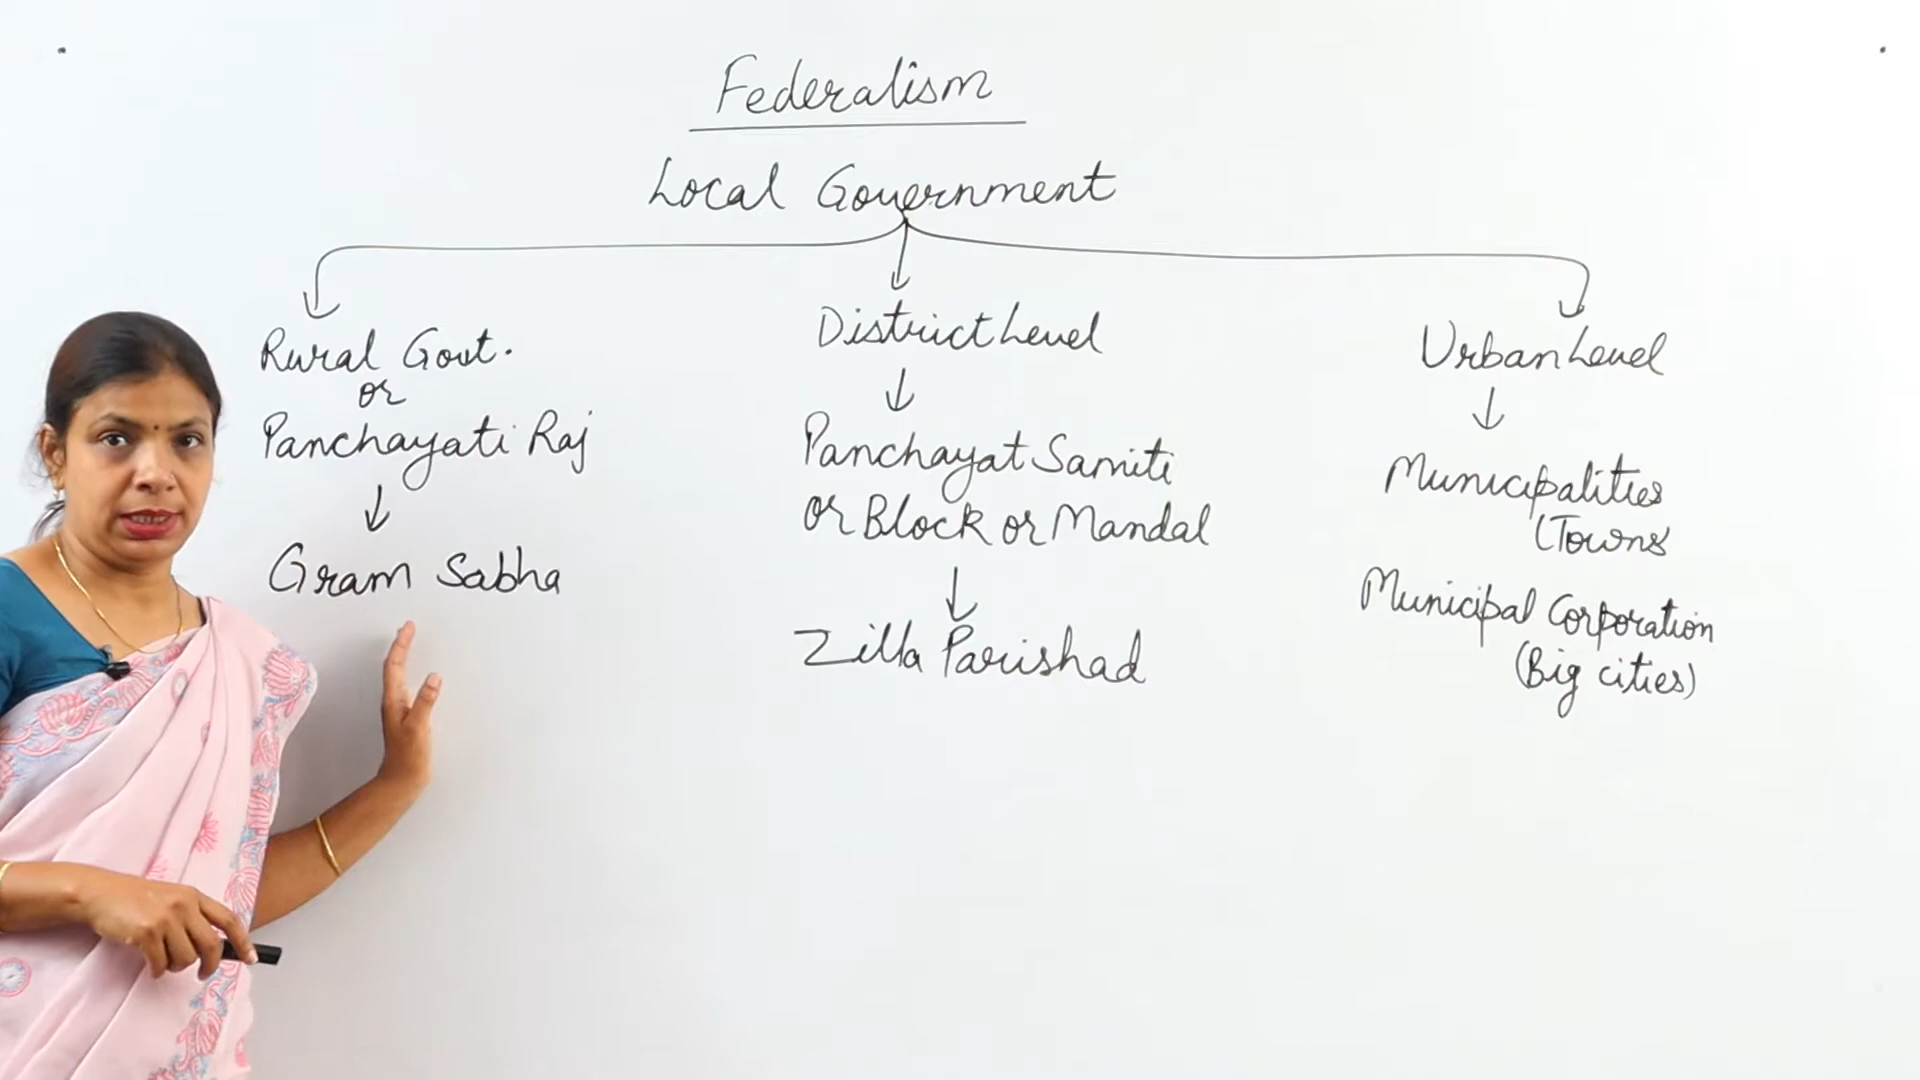 Federalism
Local Government
Rural Govt.
or
Panchayati Raj
Gram Sabha
District Level
Panchayat Samiti
or Block or Mandal
Zilla Parishad
Urban Level
Municipalities
(Towns
Municipal Corporation
(Big cities)